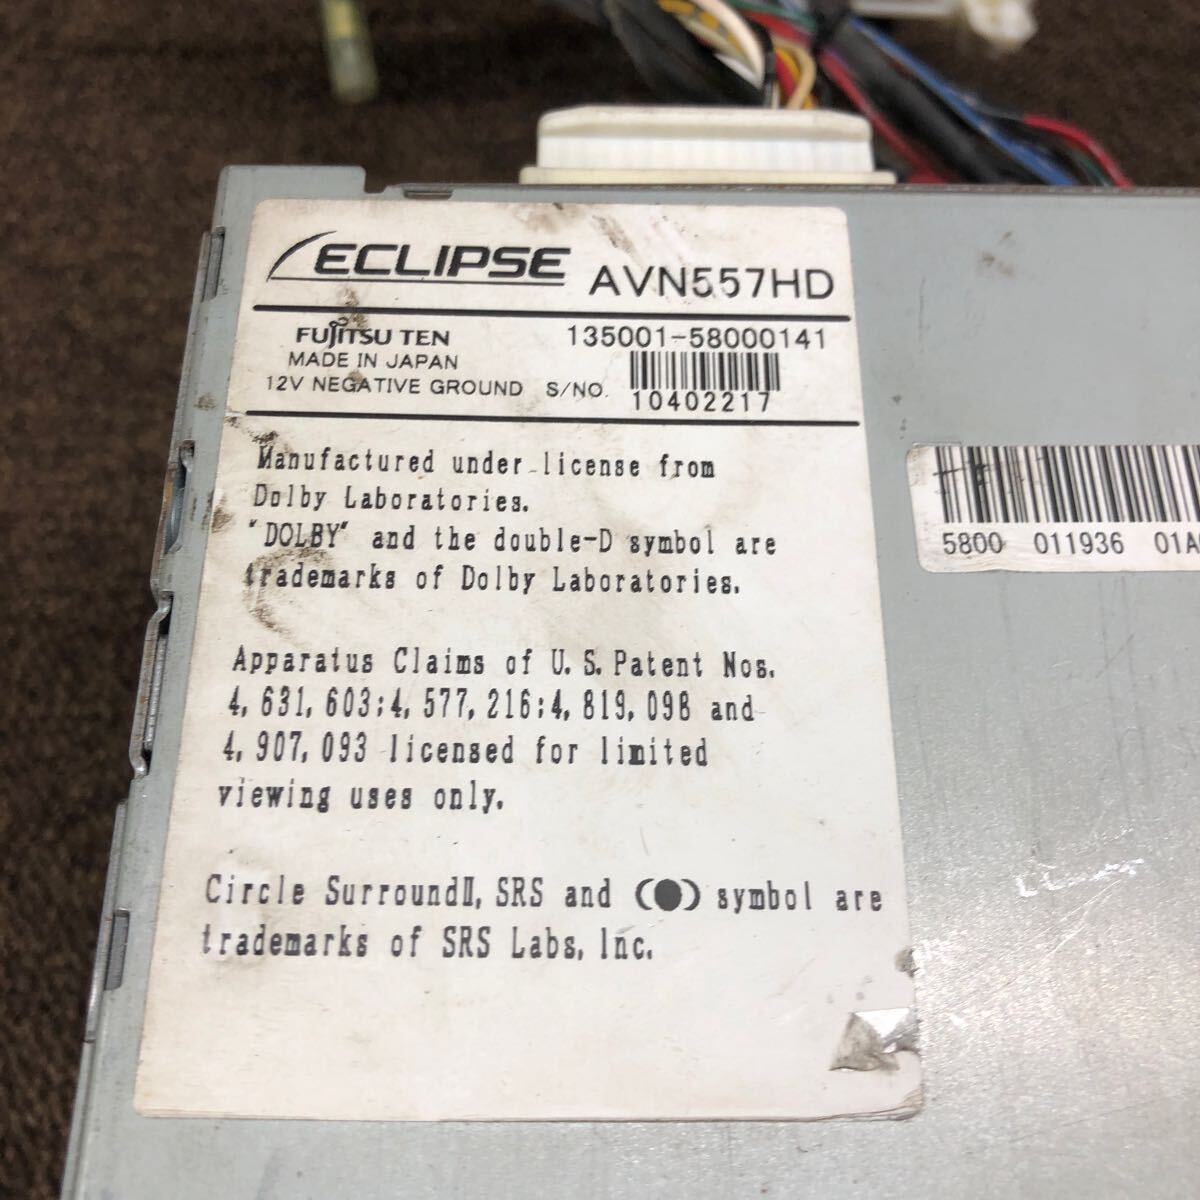 ECLIPSE AVN557HD
FUJITSU TEN 135001-58000141
MADE IN JAPAN
12V NEGATIVE GROUND S/NO. 10402217
Manufactured under license from
Dolby Laboratories.
"DOLBY" and the double-D symbol are
trademarks of Dolby Laboratories.
Apparatus Claims of U.S.Patent Nos.
4,631,603;4,577,216;4,819,098 and
4,907,093 licensed for limited
viewing uses only.
Circle SurroundⅡ, SRS and (●) symbol are
trademarks of SRS Labs, Inc.
5800 011936